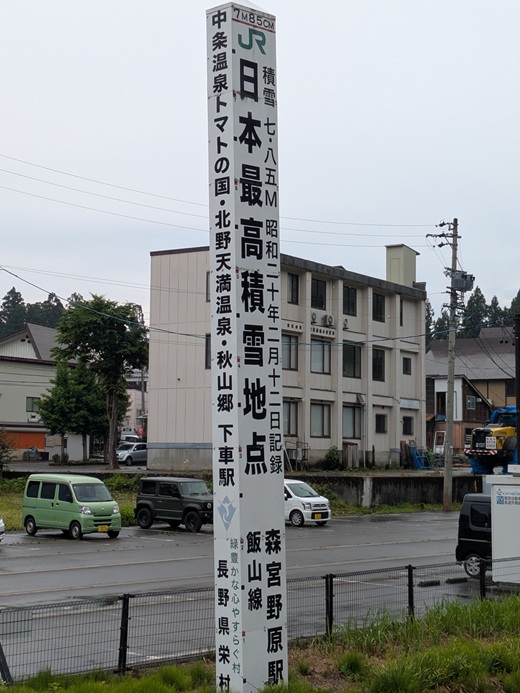 7M85CM
JR
積雪 七・八五M 昭和二十年二月十二日記録
日本最高積雪地点
飯山線
森宮野原駅
中条温泉トマトの国・北野天満温泉・秋山郷 下車駅
緑豊かな心やすらぐ村
長野県栄村